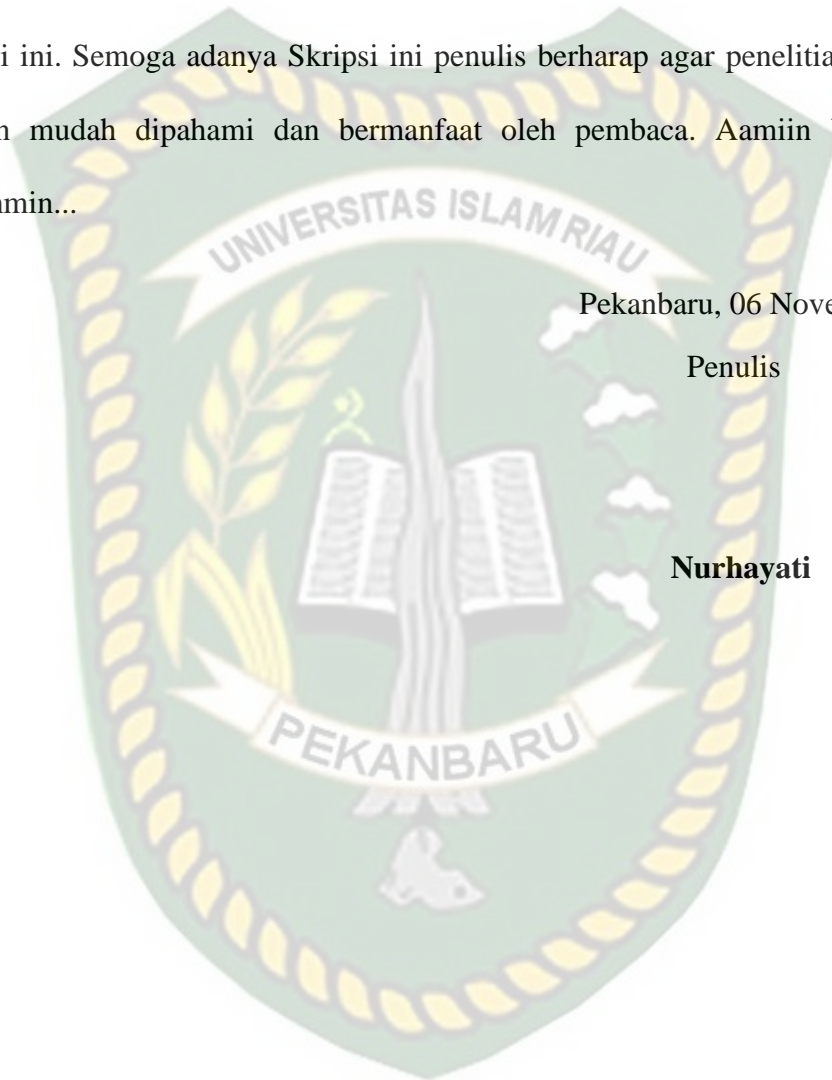 i ini. Semoga adanya Skripsi ini penulis berharap agar penelitia
mudah dipahami dan bermanfaat oleh pembaca. Aamiin
min...
UNIVERSITAS ISLAM RIAU
Pekanbaru, 06 Nove
Penulis
Nurhayati
PEKANBARU